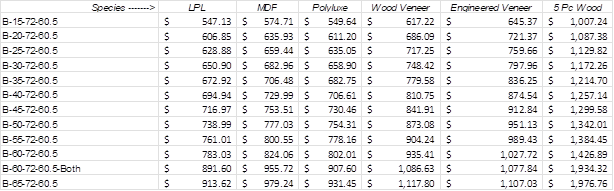 Species -------> LPL MDF Polyluxe Wood Veneer Engineered Veneer 5 Pc Wood
B-15-72-60.5 $ 547.13 $ 574.71 $ 549.64 $ 617.22 $ 645.37 $ 1,007.24
B-20-72-60.5 $ 606.85 $ 635.93 $ 611.20 $ 686.09 $ 721.37 $ 1,087.38
B-25-72-60.5 $ 628.88 $ 659.44 $ 635.05 $ 717.25 $ 759.66 $ 1,129.82
B-30-72-60.5 $ 650.90 $ 682.96 $ 658.90 $ 748.42 $ 797.96 $ 1,172.26
B-35-72-60.5 $ 672.92 $ 706.48 $ 682.75 $ 779.58 $ 836.25 $ 1,214.70
B-40-72-60.5 $ 694.94 $ 729.99 $ 706.61 $ 810.75 $ 874.54 $ 1,257.14
B-45-72-60.5 $ 716.97 $ 753.51 $ 730.46 $ 841.91 $ 912.84 $ 1,299.58
B-50-72-60.5 $ 738.99 $ 777.03 $ 754.31 $ 873.08 $ 951.13 $ 1,342.01
B-55-72-60.5 $ 761.01 $ 800.55 $ 778.16 $ 904.24 $ 989.43 $ 1,384.45
B-60-72-60.5 $ 783.03 $ 824.06 $ 802.01 $ 935.41 $ 1,027.72 $ 1,426.89
B-60-72-60.5-Both $ 891.60 $ 955.72 $ 907.60 $ 1,086.63 $ 1,077.84 $ 1,934.32
B-65-72-60.5 $ 913.62 $ 979.24 $ 931.45 $ 1,117.80 $ 1,107.03 $ 1,976.76